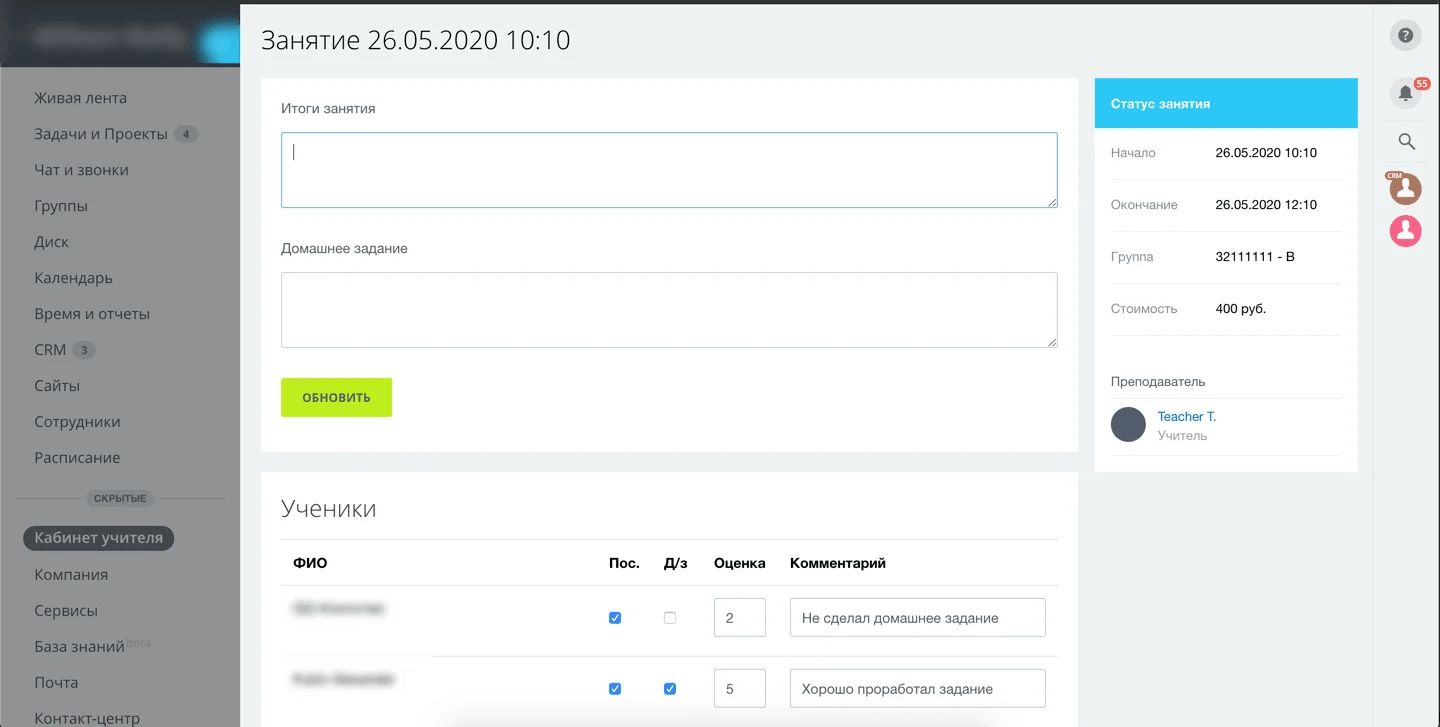 Занятие 26.05.2020 10:10
Живая лента
Задачи и Проекты 4
Чат и звонки
Группы
Диск
Календарь
Время и отчеты
CRM 3
Сайты
Сотрудники
Расписание
СКРЫТЫЕ
Кабинет учителя
Компания
Сервисы
База знаний beta
Почта
Контакт-центр
Итоги занятия
Домашнее задание
ОБНОВИТЬ
Ученики
ФИО Пос. Д/з Оценка Комментарий
2 Не сделал домашнее задание
5 Хорошо проработал задание
Статус занятия
Начало 26.05.2020 10:10
Окончание 26.05.2020 12:10
Группа 32111111 - B
Стоимость 400 руб.
Преподаватель
Teacher T.
Учитель
?
55
CRM